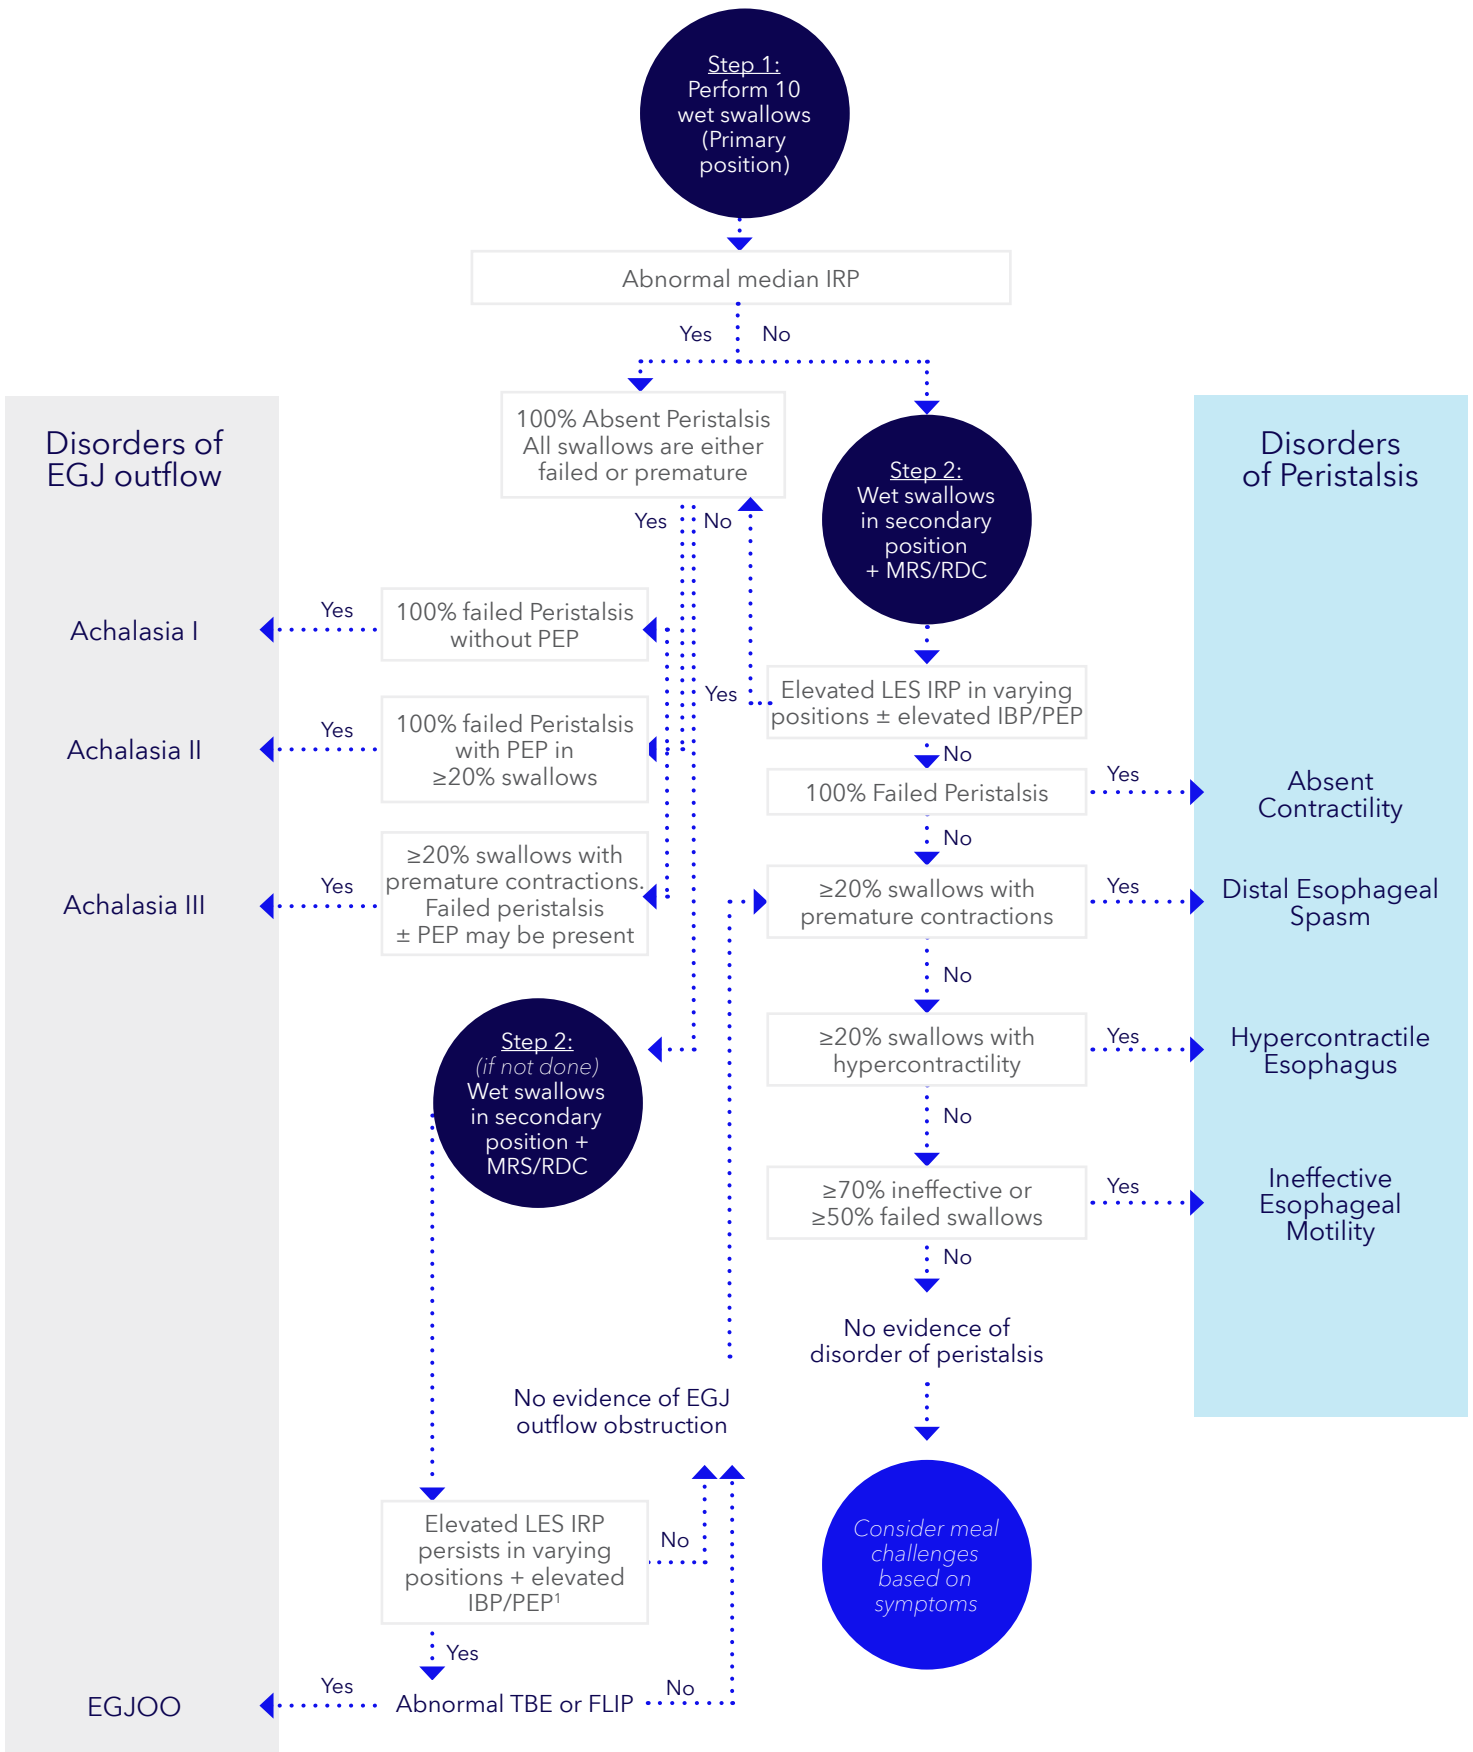 Step 1:
Perform 10
wet swallows
(Primary
position)
Abnormal median IRP
Yes
No
Disorders of
EGJ outflow
100% Absent Peristalsis
All swallows are either
failed or premature
Yes
No
Step 2:
Wet swallows
in secondary
position
+ MRS/RDC
Disorders
of Peristalsis
Achalasia I
Yes
100% failed Peristalsis
without PEP
Yes
Elevated LES IRP in varying
positions ± elevated IBP/PEP
No
Achalasia II
Yes
100% failed Peristalsis
with PEP in
≥20% swallows
100% Failed Peristalsis
Yes
Absent
Contractility
No
Achalasia III
Yes
≥20% swallows with
premature contractions.
Failed peristalsis
± PEP may be present
≥20% swallows with
premature contractions
Yes
Distal Esophageal
Spasm
No
Step 2:
(if not done)
Wet swallows
in secondary
position +
MRS/RDC
≥20% swallows with
hypercontractility
Yes
Hypercontractile
Esophagus
No
≥70% ineffective or
≥50% failed swallows
Yes
Ineffective
Esophageal
Motility
No
No evidence of
disorder of peristalsis
No evidence of EGJ
outflow obstruction
Consider meal
challenges
based on
symptoms
Elevated LES IRP
persists in varying
positions + elevated
IBP/PEP¹
No
Yes
EGJOO
Yes
Abnormal TBE or FLIP
No